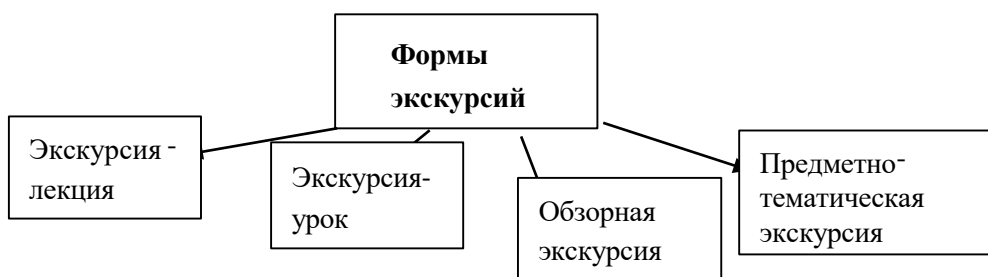 Формы
экскурсий
Экскурсия -
лекция
Экскурсия-
урок
Обзорная
экскурсия
Предметно-
тематическая
экскурсия